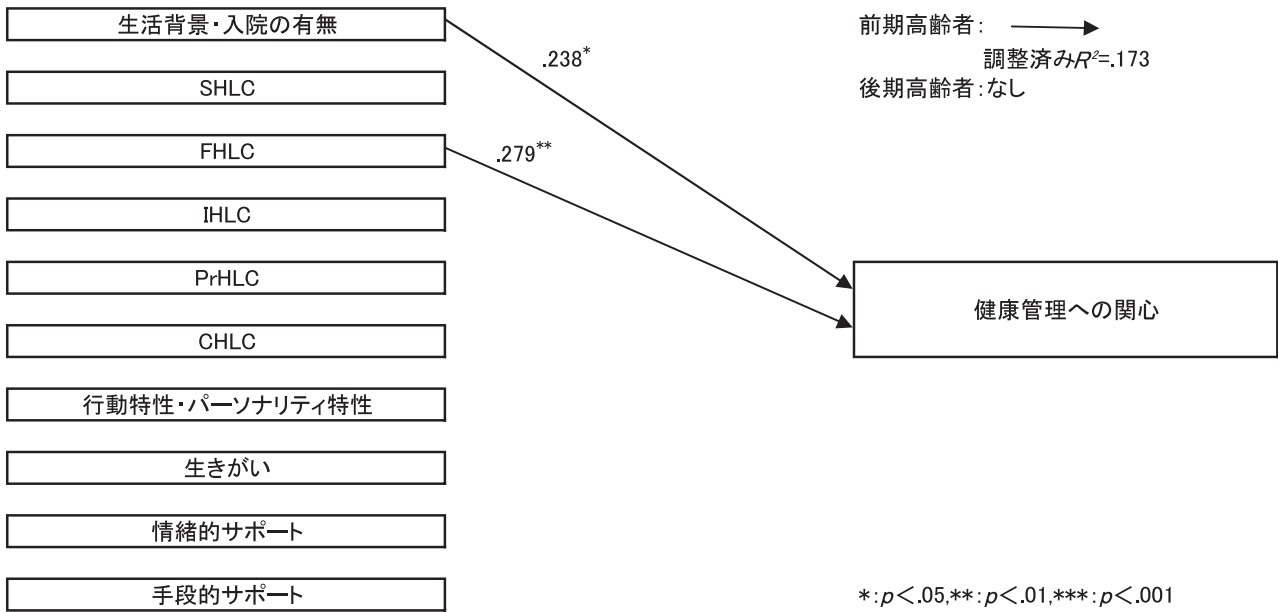 生活背景・入院の有無
SHLC
FHLC
IHLC
PrHLC
CHLC
行動特性・パーソナリティ特性
生きがい
情緒的サポート
手段的サポート
.238*
.279**
前期高齢者:
調整済みR²=.173
後期高齢者:なし
健康管理への関心
*:p<.05,**:p<.01,***:p<.001